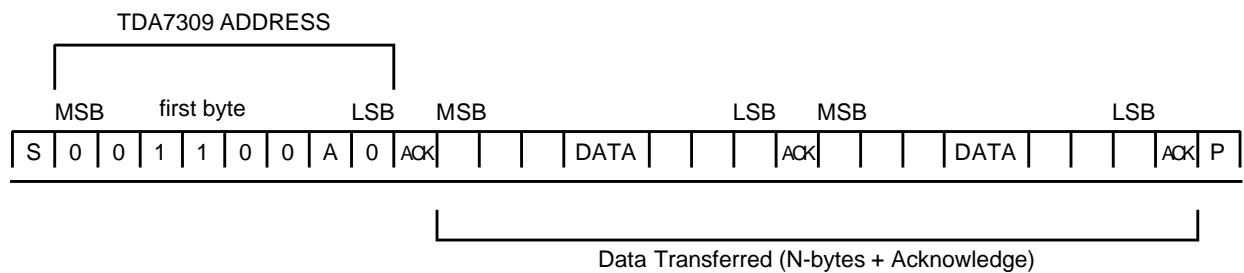 TDA7309 ADDRESS
MSB first byte LSB MSB LSB MSB LSB
S 0 0 1 1 0 0 A 0 ACK DATA ACK DATA ACK P
Data Transferred (N-bytes + Acknowledge)